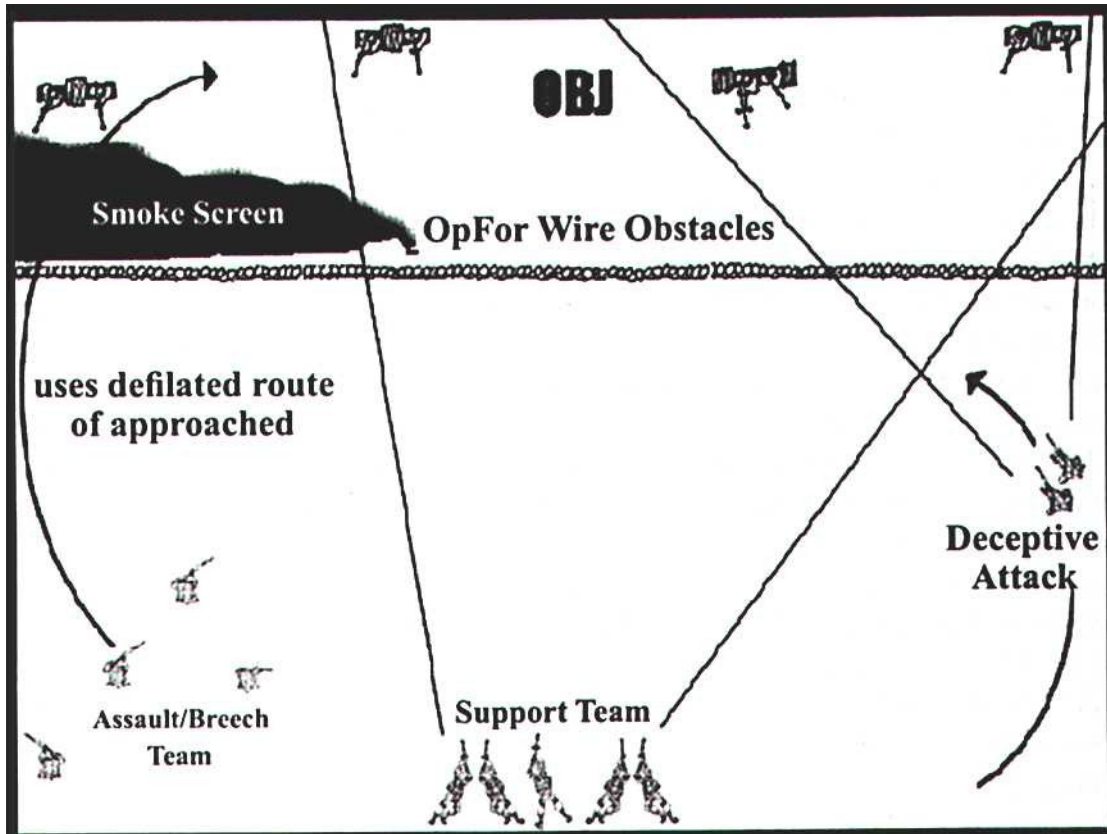 OBJ
Smoke Screen
OpFor Wire Obstacles
uses defilated route
of approached
Deceptive
Attack
Assault/Breech
Team
Support Team